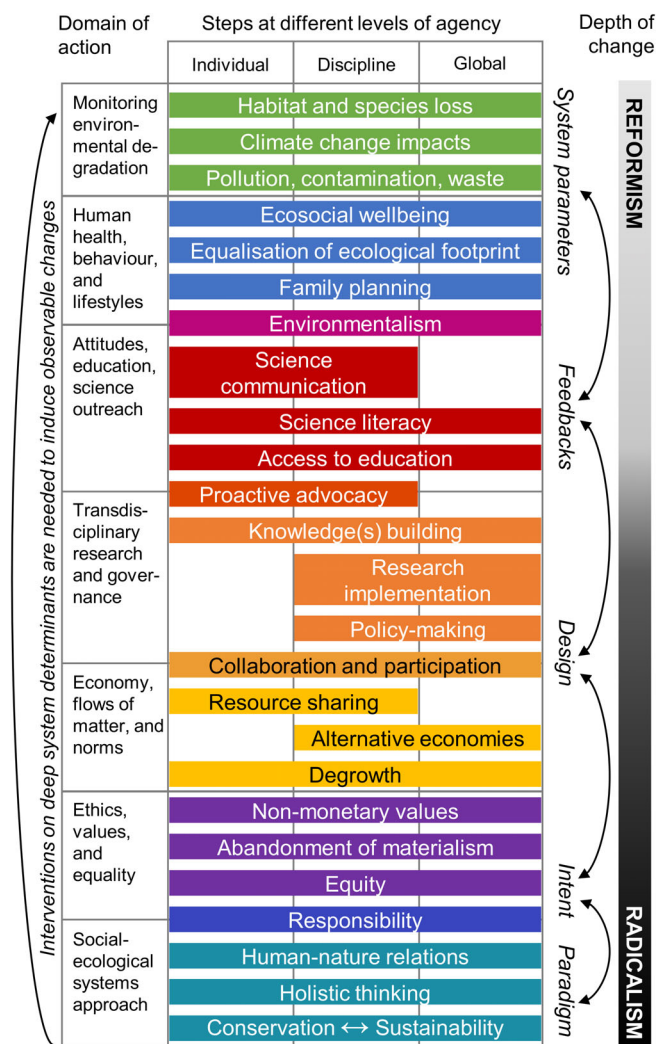 Domain of
action
Steps at different levels of agency
Depth of
change
Individual
Discipline
Global
Interventions on deep system determinants are needed to induce observable changes
Monitoring
environ-
mental de-
gradation
Habitat and species loss
Climate change impacts
Pollution, contamination, waste
Human
health,
behaviour,
and
lifestyles
Ecosocial wellbeing
Equalisation of ecological footprint
Family planning
Environmentalism
Attitudes,
education,
science
outreach
Science
communication
Science literacy
Access to education
Proactive advocacy
Transdis-
ciplinary
research
and gover-
nance
Knowledge(s) building
Research
implementation
Policy-making
Collaboration and participation
Economy,
flows of
matter, and
norms
Resource sharing
Alternative economies
Degrowth
Ethics,
values,
and
equality
Non-monetary values
Abandonment of materialism
Equity
Responsibility
Social-
ecological
systems
approach
Human-nature relations
Holistic thinking
Conservation ↔ Sustainability
System parameters
Feedbacks
Design
Intent
Paradigm
REFORMISM
RADICALISM